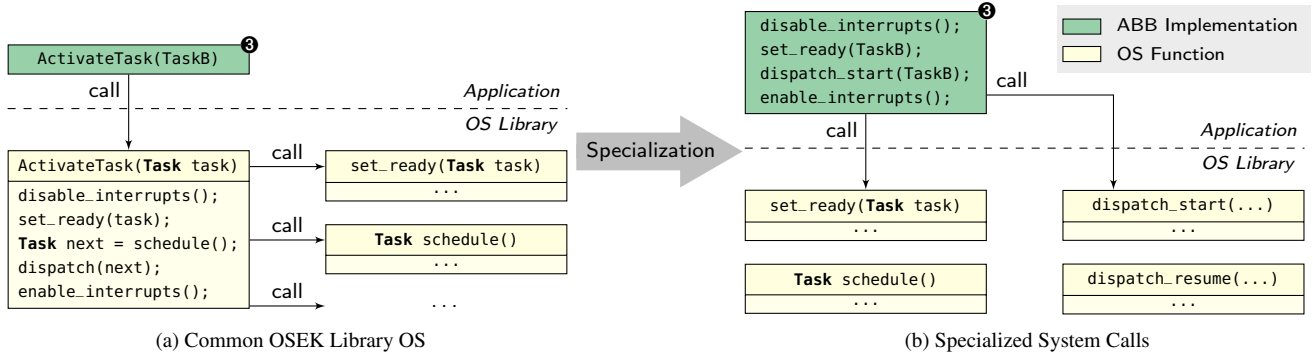 ❸
ActivateTask(TaskB)
call
Application
OS Library
ActivateTask(Task task)
disable_interrupts();
set_ready(task);
Task next = schedule();
dispatch(next);
enable_interrupts();
call
set_ready(Task task)
...
call
Task schedule()
...
call
...
(a) Common OSEK Library OS
Specialization
❸
disable_interrupts();
set_ready(TaskB);
dispatch_start(TaskB);
enable_interrupts();
call
call
ABB Implementation
OS Function
Application
OS Library
set_ready(Task task)
...
dispatch_start(...)
...
Task schedule()
...
dispatch_resume(...)
...
(b) Specialized System Calls